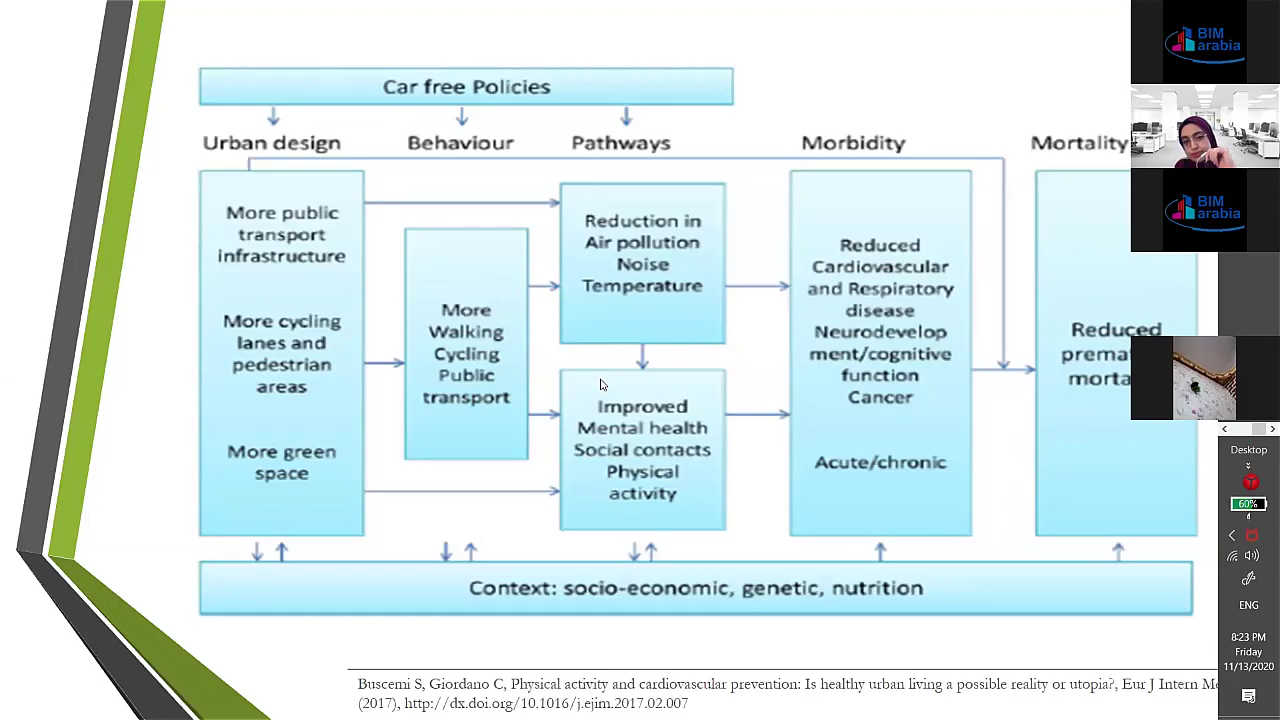 Car free Policies
Urban design
Behaviour
Pathways
Morbidity
Mortality
More public
transport
infrastructure
More cycling
lanes and
pedestrian
areas
More green
space
More
Walking
Cycling
Public
transport
Reduction in
Air pollution
Noise
Temperature
Improved
Mental health
Social contacts
Physical
activity
Reduced
Cardiovascular
and Respiratory
disease
Neurodevelop
ment/cognitive
function
Cancer
Acute/chronic
Reduced
prema
morta
Context: socio-economic, genetic, nutrition
Buscemi S, Giordano C, Physical activity and cardiovascular prevention: Is healthy urban living a possible reality or utopia?, Eur J Intern
(2017), http://dx.doi.org/10.1016/j.ejim.2017.02.007
BIM
arabia
BIM
arabia
Desktop
60%
ENG
8:23 PM
Friday
11/13/2020